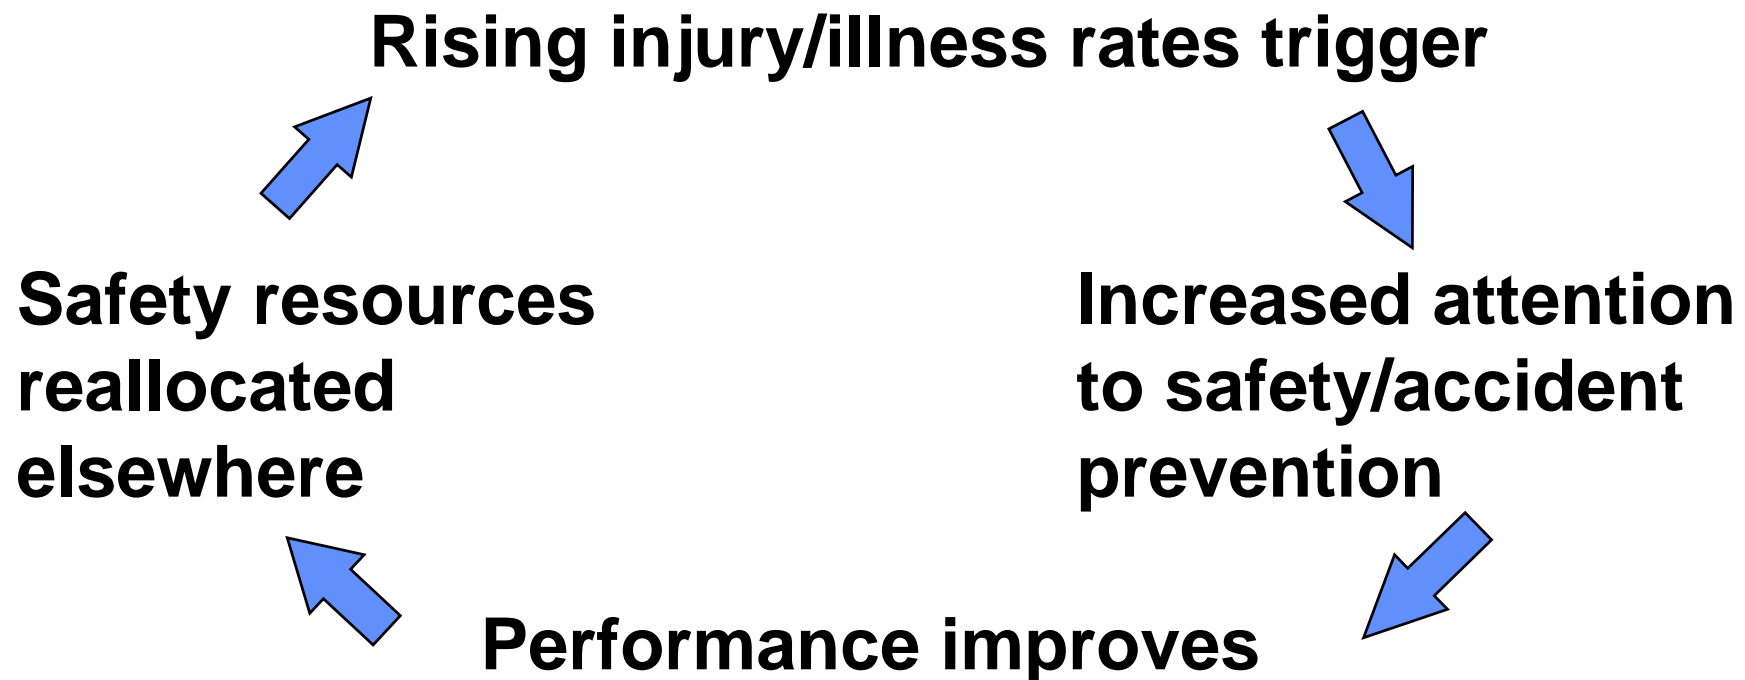 Rising injury/illness rates trigger
Safety resources
reallocated
elsewhere
Increased attention
to safety/accident
prevention
Performance improves